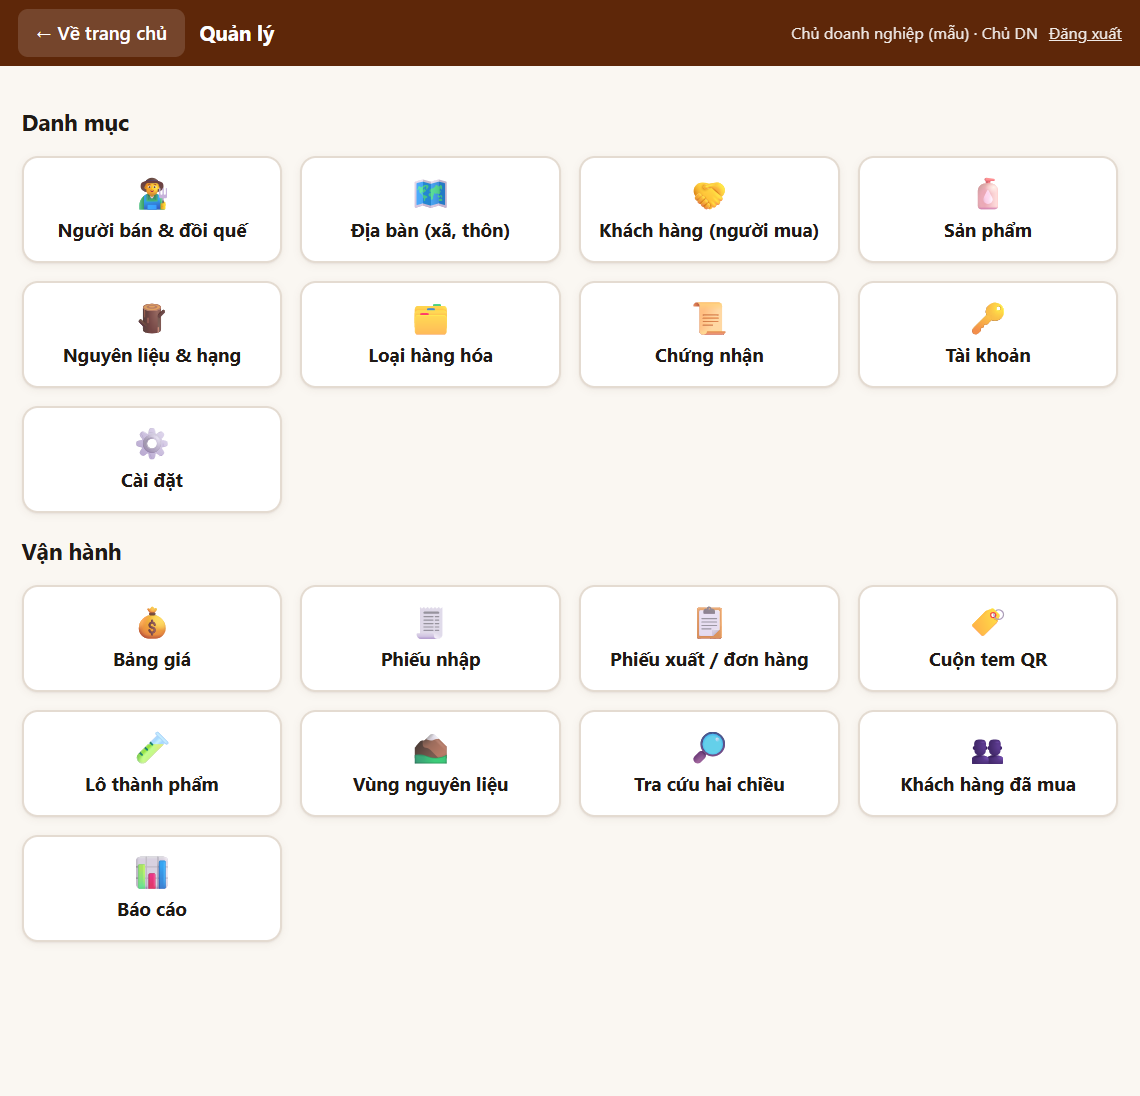 ← Về trang chủ
Quản lý
Chủ doanh nghiệp (mẫu) · Chủ DN Đăng xuất
Danh mục
Người bán & đồi quế
Địa bàn (xã, thôn)
Khách hàng (người mua)
Sản phẩm
Nguyên liệu & hạng
Loại hàng hóa
Chứng nhận
Tài khoản
Cài đặt
Vận hành
Bảng giá
Phiếu nhập
Phiếu xuất / đơn hàng
Cuộn tem QR
Lô thành phẩm
Vùng nguyên liệu
Tra cứu hai chiều
Khách hàng đã mua
Báo cáo